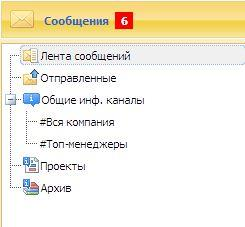 Сообщения 6
Лента сообщений
Отправленные
Общие инф. каналы
#Вся компания
#Топ-менеджеры
Проекты
Архив